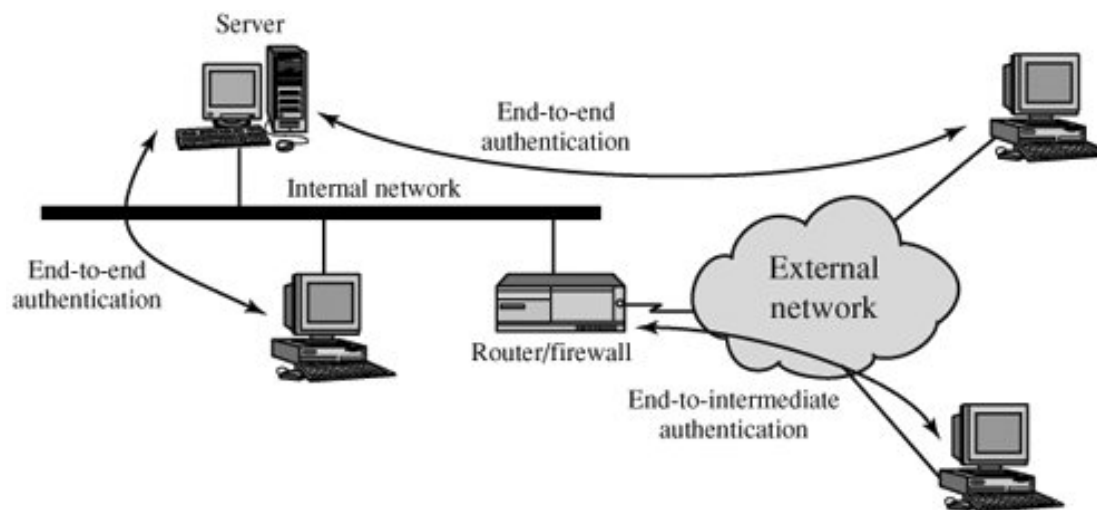 Server
End-to-end
authentication
Internal network
End-to-end
authentication
External
network
Router/firewall
End-to-intermediate
authentication